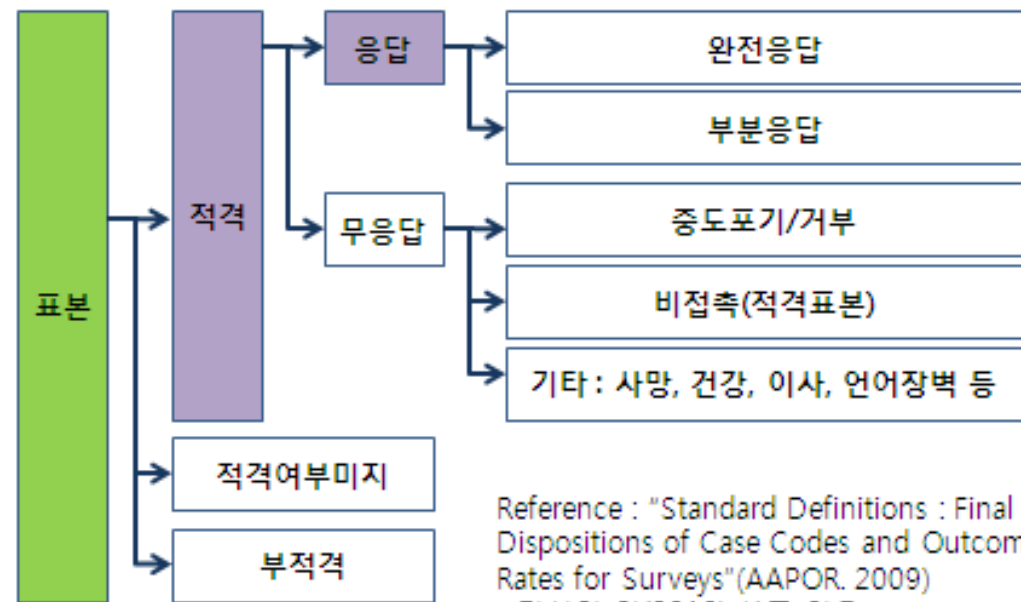 표본
적격
응답
무응답
완전응답
부분응답
중도포기/거부
비접촉(적격표본)
기타 : 사망, 건강, 이사, 언어장벽 등
적격여부미지
부적격
Reference : "Standard Definitions : Final
Dispositions of Case Codes and Outcom
Rates for Surveys"(AAPOR. 2009)